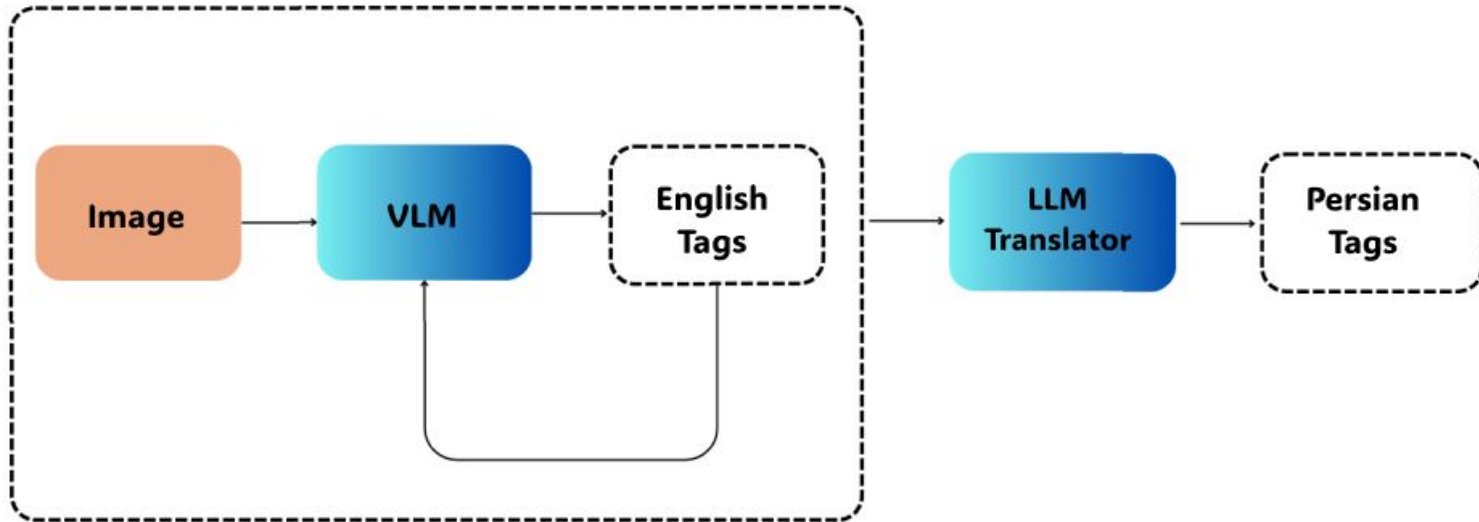 Image
VLM
English
Tags
LLM
Translator
Persian
Tags